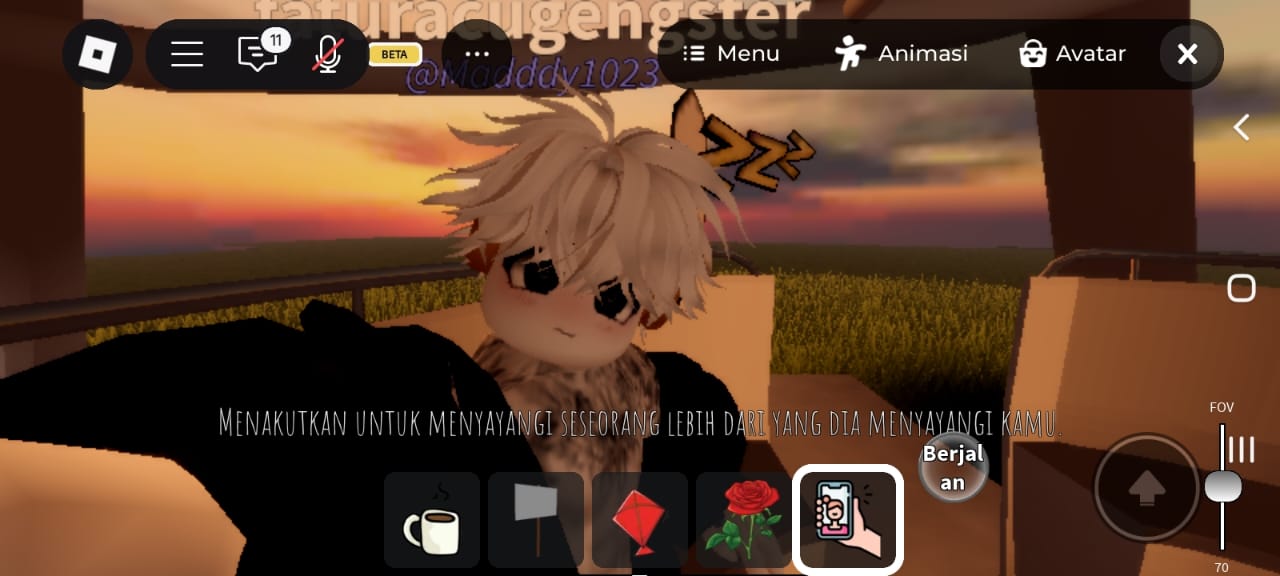 faturacugengster
@Madddy1023
11
BETA
Menu
Animasi
Avatar
ZZZ
MENAKUTKAN UNTUK MENYAYANGI SESEORANG LEBIH DARI YANG DIA MENYAYANGI KAMU.
Berjal
an
FOV
70